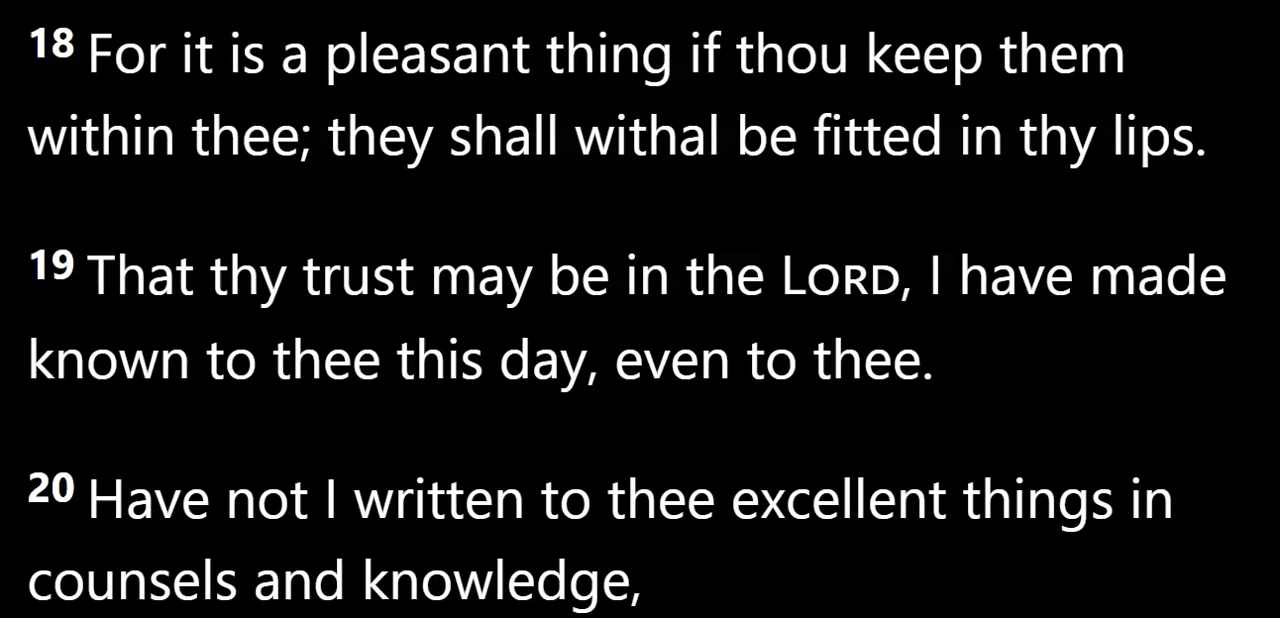 18 For it is a pleasant thing if thou keep them
within thee; they shall withal be fitted in thy lips.
19 That thy trust may be in the LORD, I have made
known to thee this day, even to thee.
20 Have not I written to thee excellent things in
counsels and knowledge,